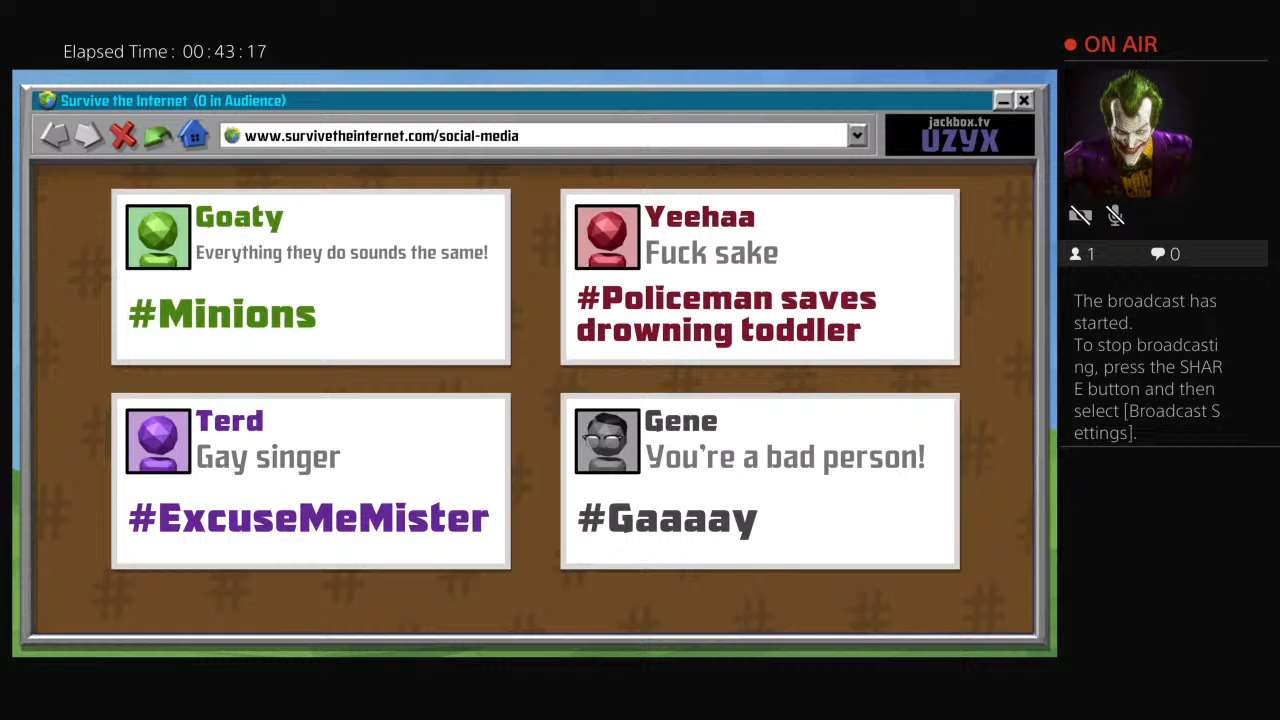 Elapsed Time : 00 : 43 : 17
ON AIR
Survive the Internet (0 in Audience)
www.survivetheinternet.com/social-media
jackbox.tv
UZYX
Goaty
Everything they do sounds the same!
#Minions
Yeehaa
Fuck sake
#Policeman saves
drowning toddler
Terd
Gay singer
#ExcuseMeMister
Gene
You're a bad person!
#Gaaaay
1
0
The broadcast has
started.
To stop broadcasti
ng, press the SHAR
E button and then
select [Broadcast S
ettings].